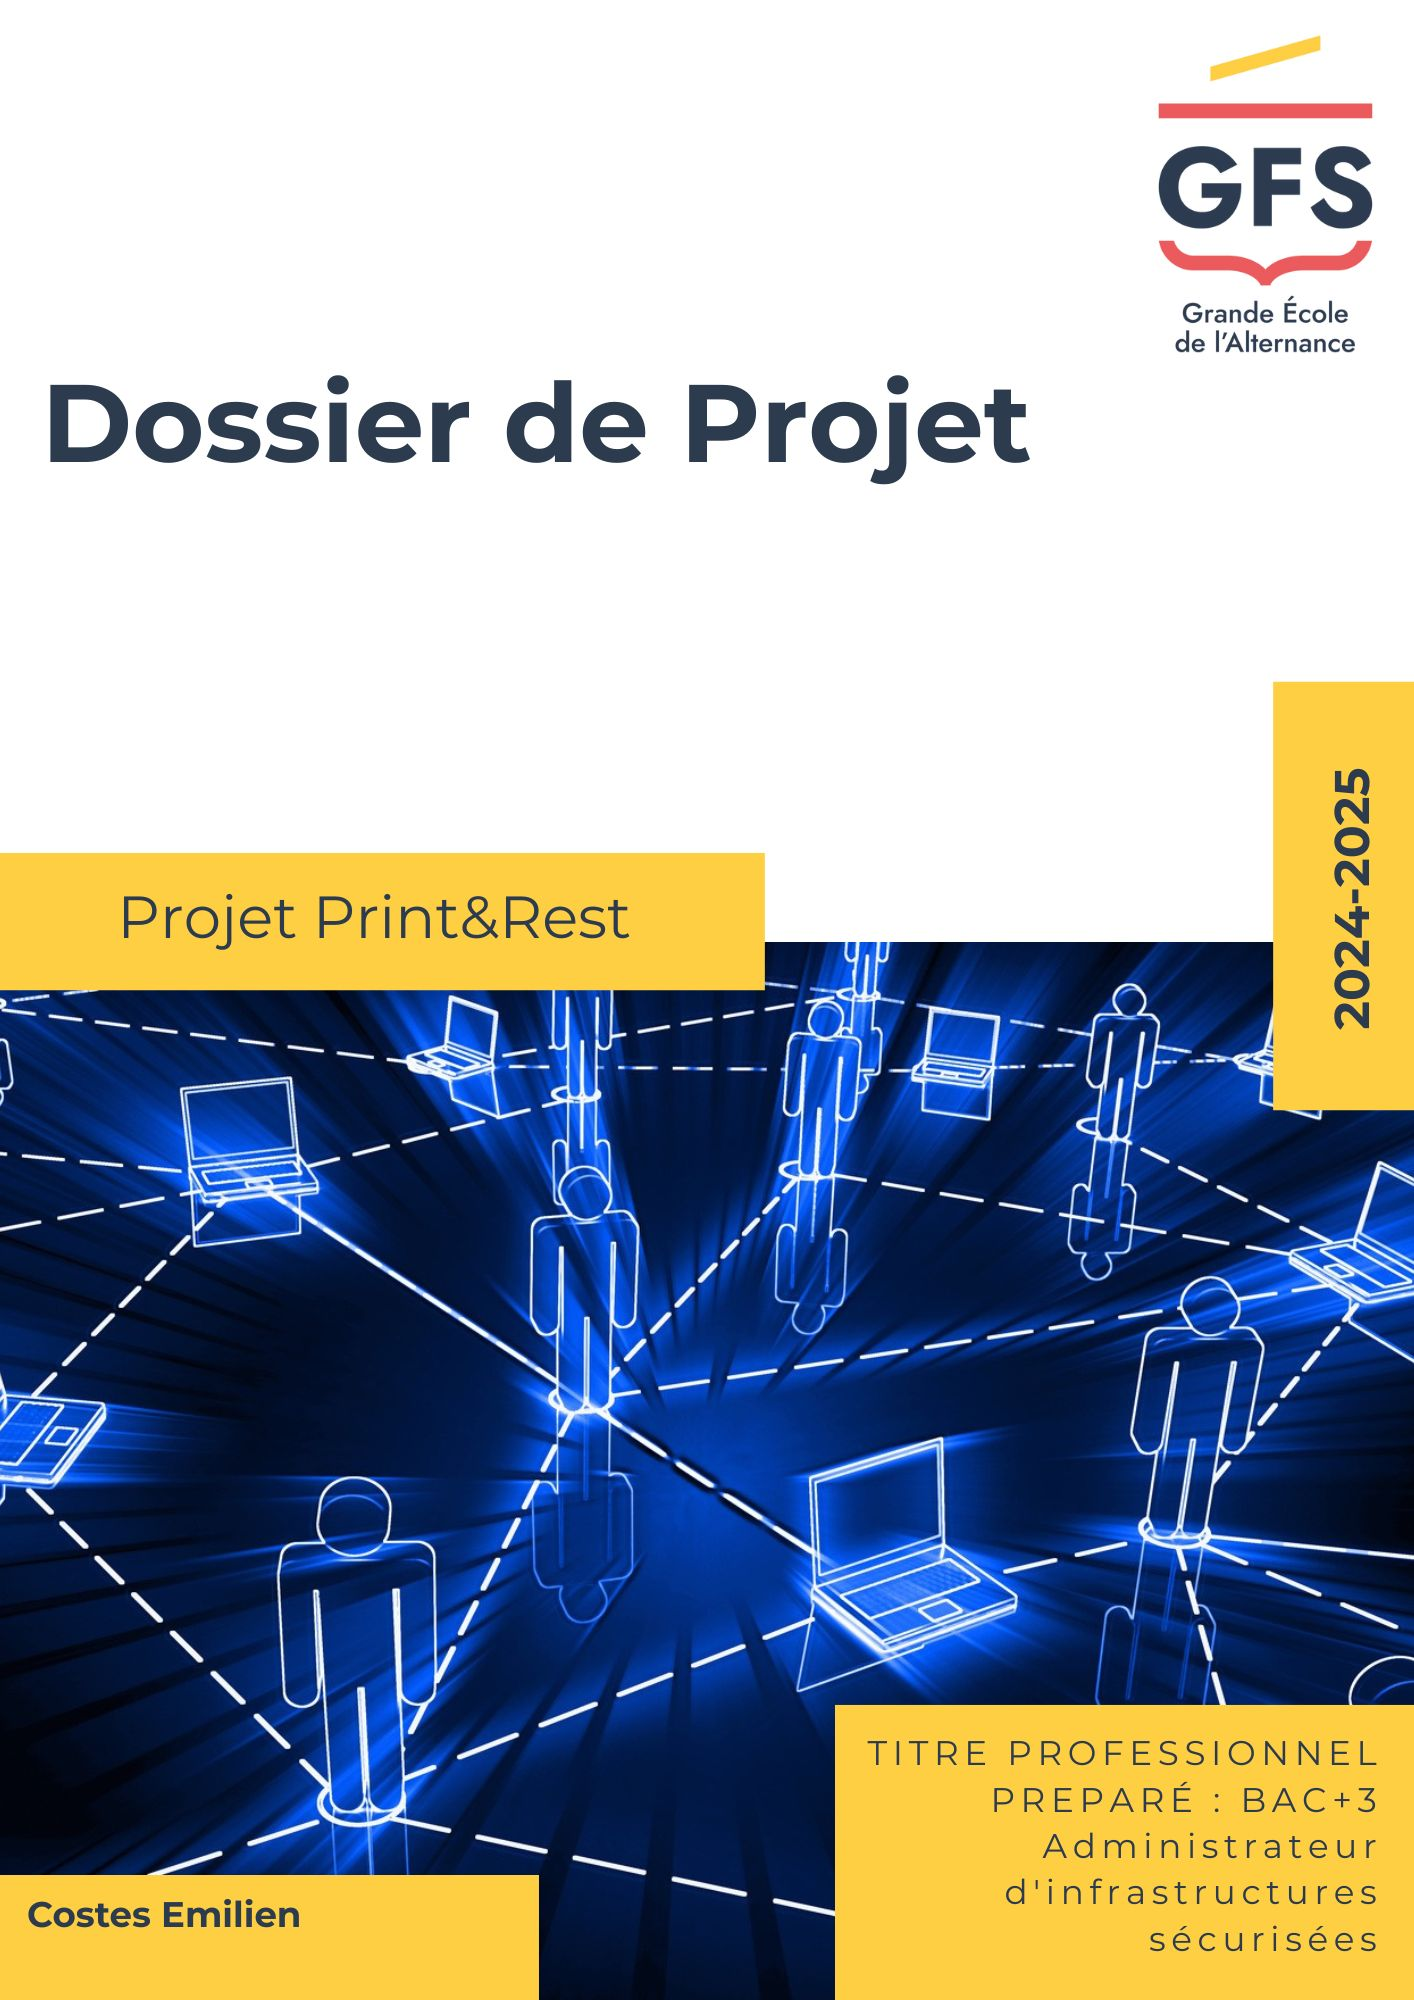 GFS
Grande École
de l'Alternance
Dossier de Projet
2024-2025
Projet Print&Rest
TITRE PROFESSIONNEL
PREPARÉ : BAC+3
Administrateur
d'infrastructures
sécurisées
Costes Emilien